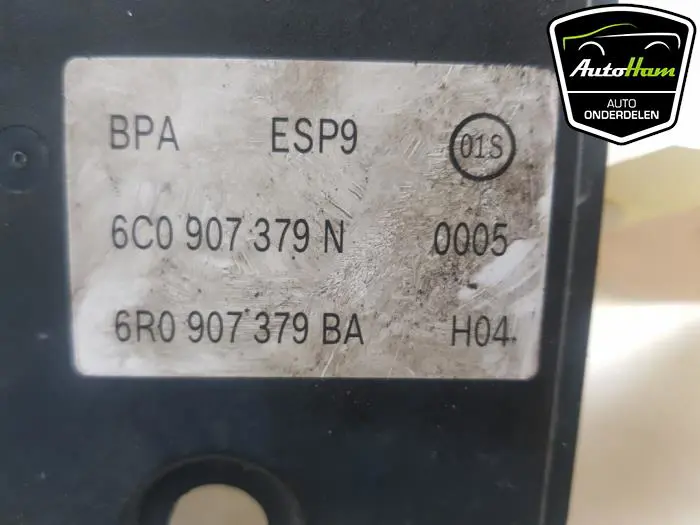 BPA ESP9 01S
6C0 907 379 N 0005
6R0 907 379 BA H04
AutoHam
AUTO
ONDERDELEN